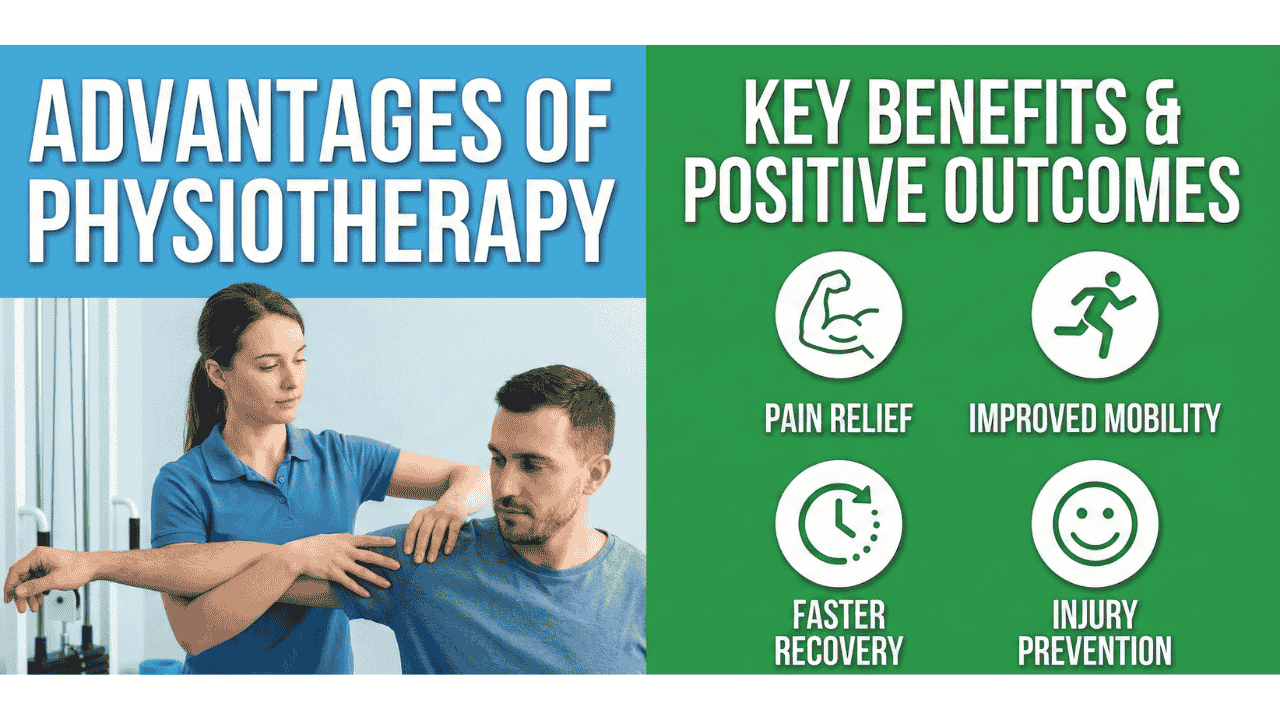 ADVANTAGES OF
PHYSIOTHERAPY
KEY BENEFITS &
POSITIVE OUTCOMES
PAIN RELIEF
IMPROVED MOBILITY
FASTER
RECOVERY
INJURY
PREVENTION